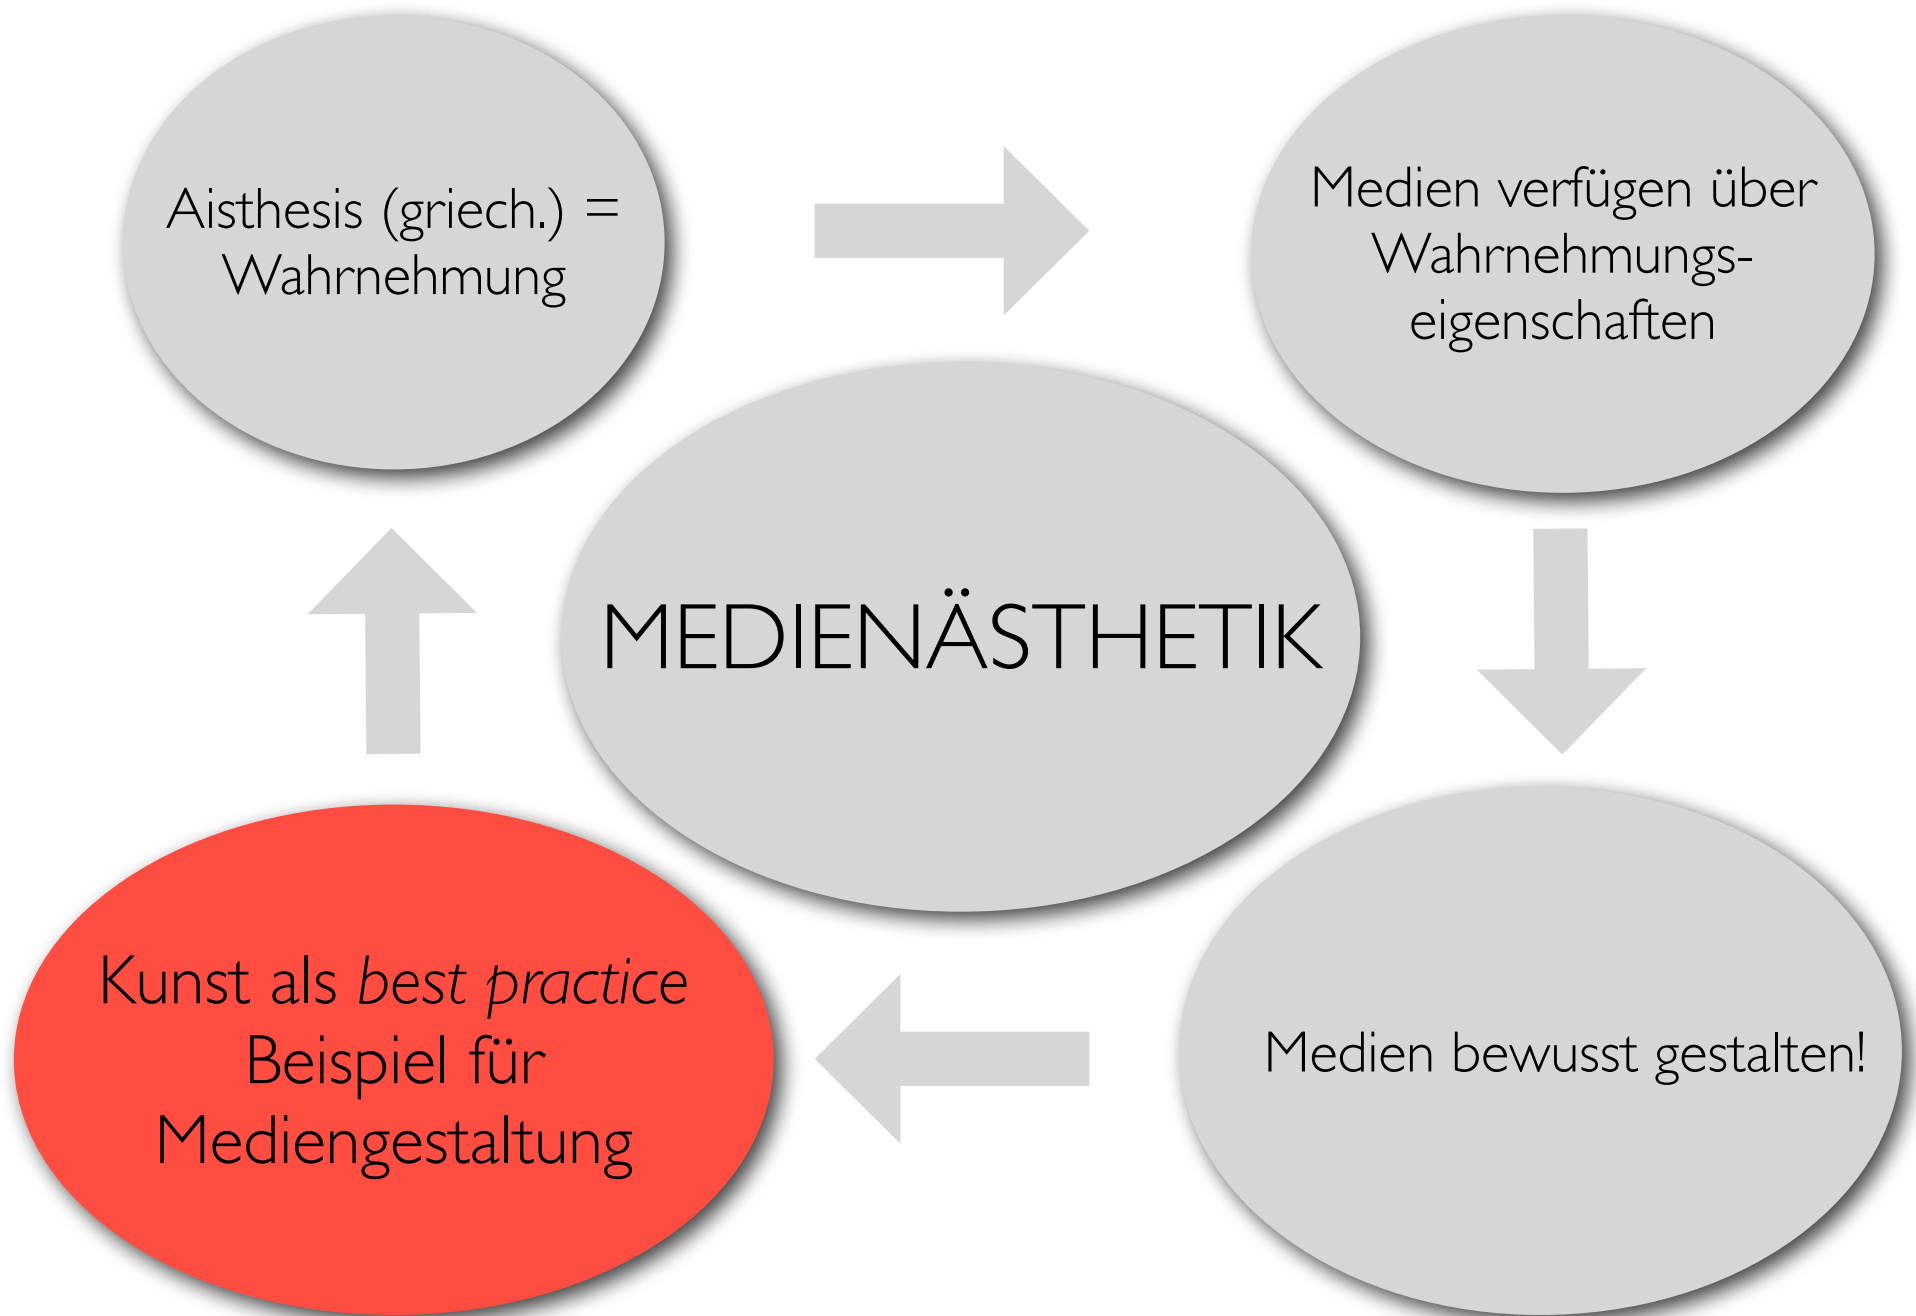 Aisthesis (griech.) =
Wahrnehmung
Medien verfügen über
Wahrnehmungs-
eigenschaften
MEDIENÄSTHETIK
Kunst als best practice
Beispiel für
Mediengestaltung
Medien bewusst gestalten!